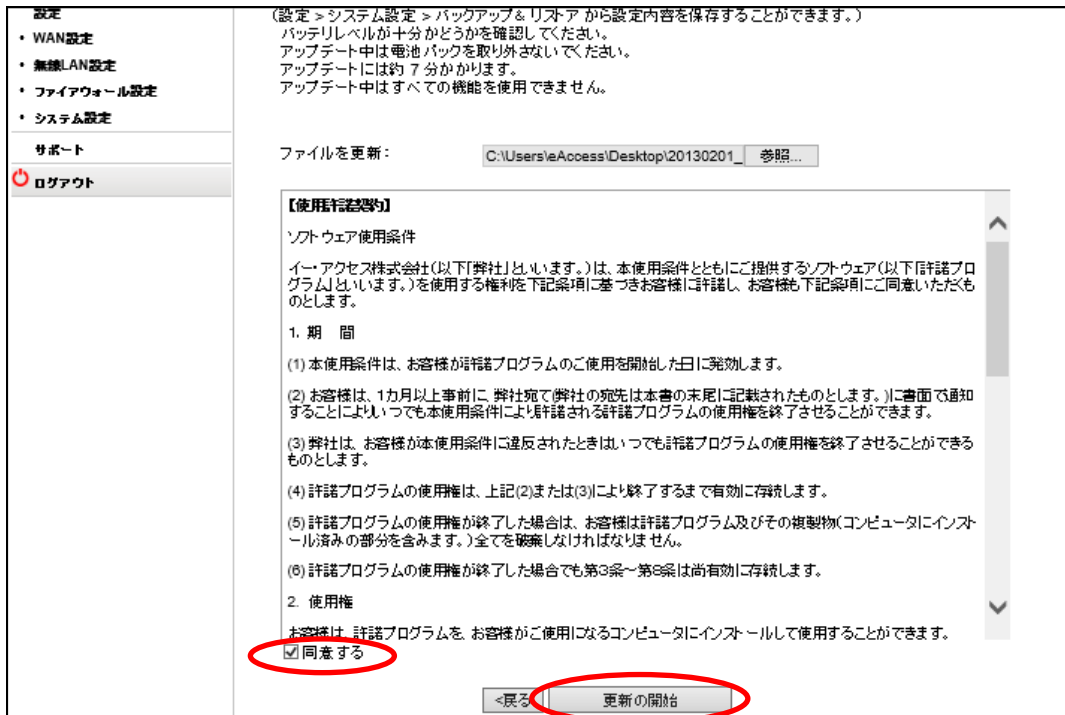 設定
・ WAN設定
・ 無線LAN設定
・ ファイアウォール設定
・ システム設定
サポート
ログアウト
(設定 > システム設定 > バックアップ & リストア から設定内容を保存することができます。)
バッテリレベルが十分かどうかを確認してください。
アップデート中は電池パックを取り外さないでください。
アップデートには約 7 分かかります。
アップデート中はすべての機能を使用できません。
ファイルを更新： C:\Users\eAccess\Desktop\20130201_ 参照...
【使用許諾契約】
ソフトウェア使用条件
イー・アクセス株式会社(以下「弊社」といいます。)は、本使用条件とともにご提供するソフトウェア(以下「許諾プロ
グラム」といいます。)を使用する権利を下記条項に基づきお客様に許諾し、お客様も下記条項にご同意いただくも
のとします。
1. 期　間
(1) 本使用条件は、お客様が許諾プログラムのご使用を開始した日に発効します。
(2) お客様は、1カ月以上事前に、弊社宛て(弊社の宛先は本書の末尾に記載されたものとします。)に書面で通知
することにより、いつでも本使用条件により許諾される許諾プログラムの使用権を終了させることができます。
(3) 弊社は、お客様が本使用条件に違反されたときはいつでも許諾プログラムの使用権を終了させることができる
ものとします。
(4) 許諾プログラムの使用権は、上記(2)または(3)により終了するまで有効に存続します。
(5) 許諾プログラムの使用権が終了した場合は、お客様は許諾プログラム及びその複製物(コンピュータにインスト
ール済みの部分を含みます。)全てを破棄しなければなりません。
(6) 許諾プログラムの使用権が終了した場合でも第3条～第8条は尚有効に存続します。
2. 使用権
お客様は、許諾プログラムを、お客様がご使用になるコンピュータにインストールして使用することができます。
同意する
<戻る 更新の開始